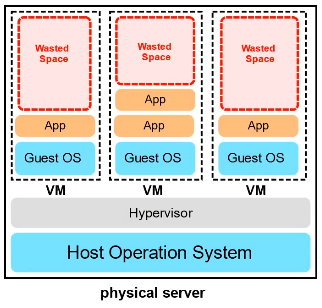 Wasted
Space
Wasted
Space
Wasted
Space
App
App
App
App
Guest OS
Guest OS
Guest OS
VM
VM
VM
Hypervisor
Host Operation System
physical server